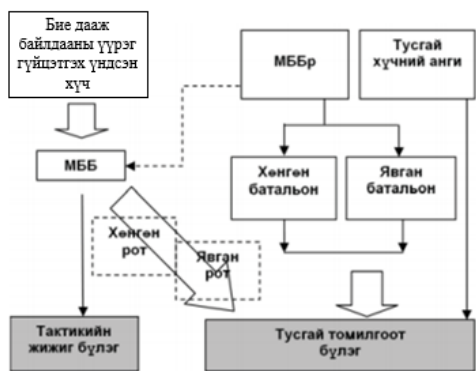 Бие дааж
байлдааны үүрэг
гүйцэтгэх үндсэн
хүч
МББр
Тусгай
хүчний анги
МББ
Хөнгөн
батальон
Явган
батальон
Хөнгөн
рот
Явган
рот
Тактикийн
жижиг бүлэг
Тусгай томилгоот
бүлэг